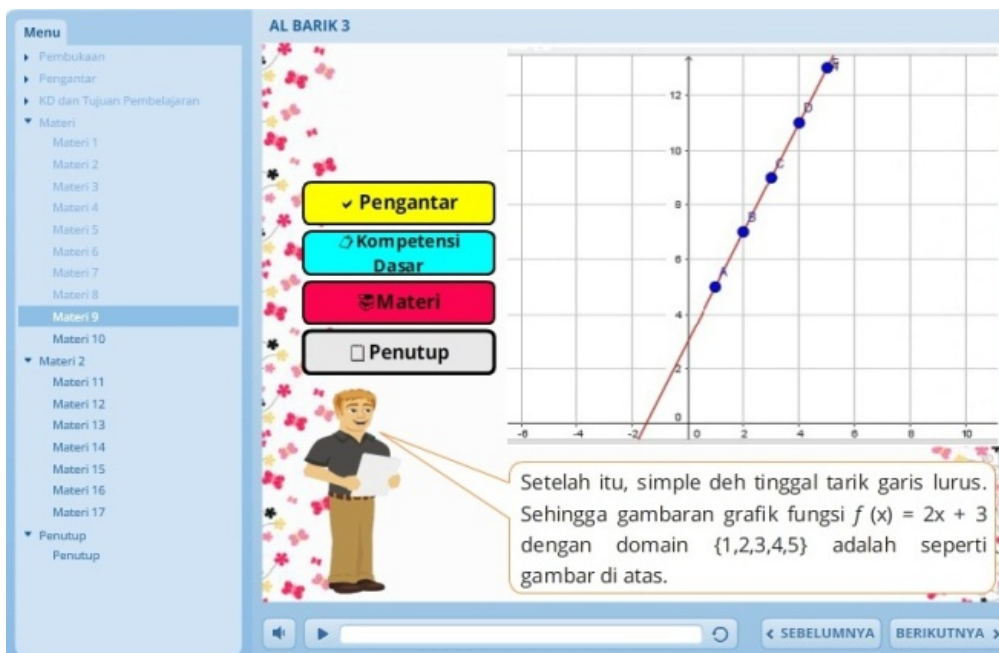 AL BARIK 3
Menu
Pembukaan
Pengantar
KD dan Tujuan Pembelajaran
Materi
Materi 1
Materi 2
Materi 3
Materi 4
Materi 5
Materi 6
Materi 7
Materi 8
Materi 9
Materi 10
Materi 2
Materi 11
Materi 12
Materi 13
Materi 14
Materi 15
Materi 16
Materi 17
Penutup
Penutup
Pengantar
Kompetensi
Dasar
Materi
Penutup
12
10
8
6
4
2
0
-6 -4 -2 0 2 4 6 8 10
E
D
C
B
A
Setelah itu, simple deh tinggal tarik garis lurus.
Sehingga gambaran grafik fungsi f (x) = 2x + 3
dengan domain {1,2,3,4,5} adalah seperti
gambar di atas.
SEBELUMNYA
BERIKUTNYA